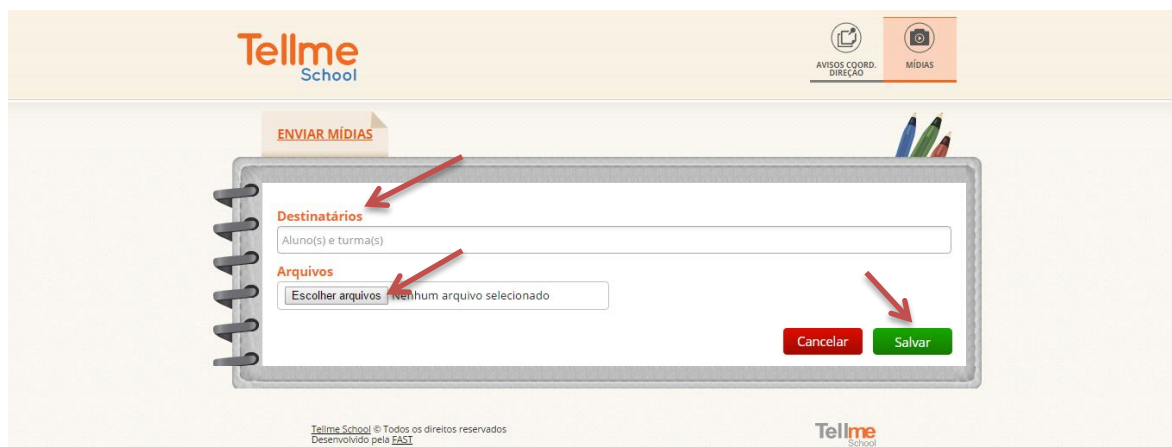 Tellme
School
AVISOS COORD.
DIREÇÃO
MÍDIAS
ENVIAR MÍDIAS
Destinatários
Aluno(s) e turma(s)
Arquivos
Escolher arquivos Nenhum arquivo selecionado
Cancelar
Salvar
Tellme School © Todos os direitos reservados
Desenvolvido pela FAST
Tellme
School